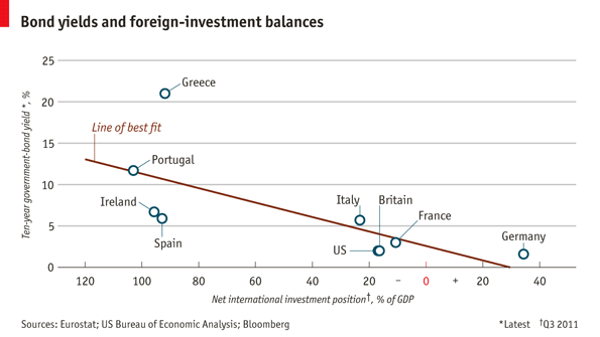 Bond yields and foreign-investment balances
Ten-year government-bond yield *, %
25
20
15
10
5
0
Greece
Line of best fit
Portugal
Ireland
Spain
Italy
Britain
France
US
Germany
120 100 80 60 40 20 – 0 + 20 40
Net international investment position†, % of GDP
Sources: Eurostat; US Bureau of Economic Analysis; Bloomberg
*Latest †Q3 2011